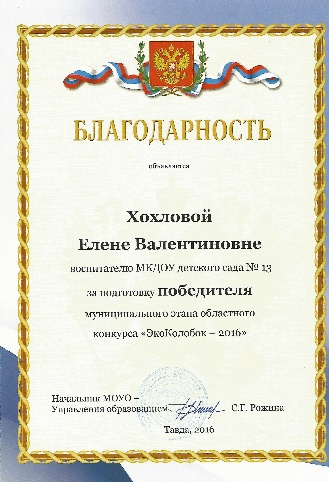 БЛАГОДАРНОСТЬ
объявляется
Хохловой
Елене Валентиновне
воспитателю МКДОУ детского сада № 13
за подготовку победителя
муниципального этапа областного
конкурса «ЭкоКолобок – 2016»
Начальник МОУО –
Управления образованием С.Г. Рожина
Тавда, 2016